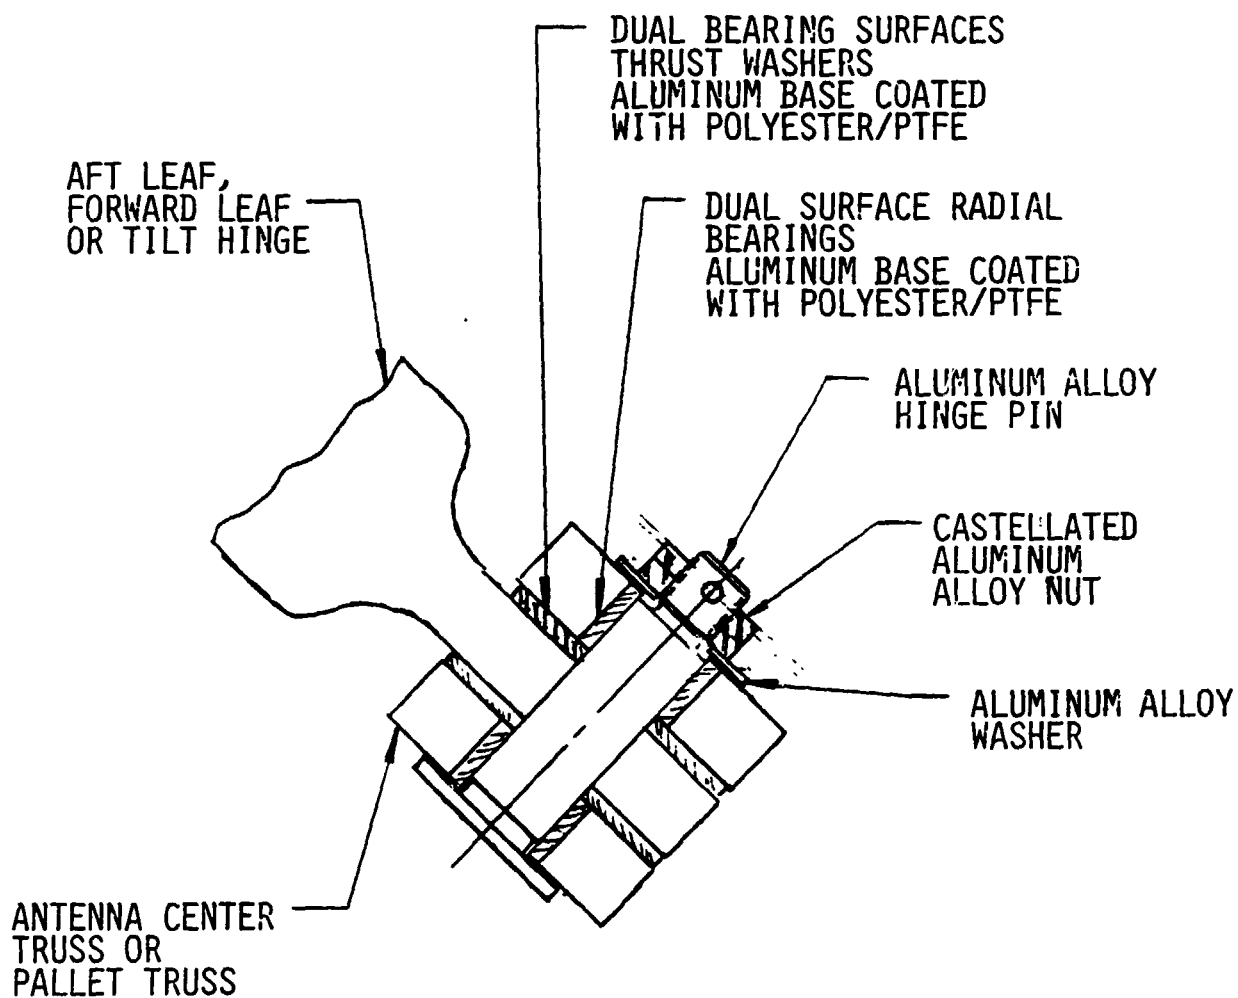 DUAL BEARING SURFACES
THRUST WASHERS
ALUMINUM BASE COATED
WITH POLYESTER/PTFE
AFT LEAF,
FORWARD LEAF
OR TILT HINGE
DUAL SURFACE RADIAL
BEARINGS
ALUMINUM BASE COATED
WITH POLYESTER/PTFE
ALUMINUM ALLOY
HINGE PIN
CASTELLATED
ALUMINUM
ALLOY NUT
ALUMINUM ALLOY
WASHER
ANTENNA CENTER
TRUSS OR
PALLET TRUSS